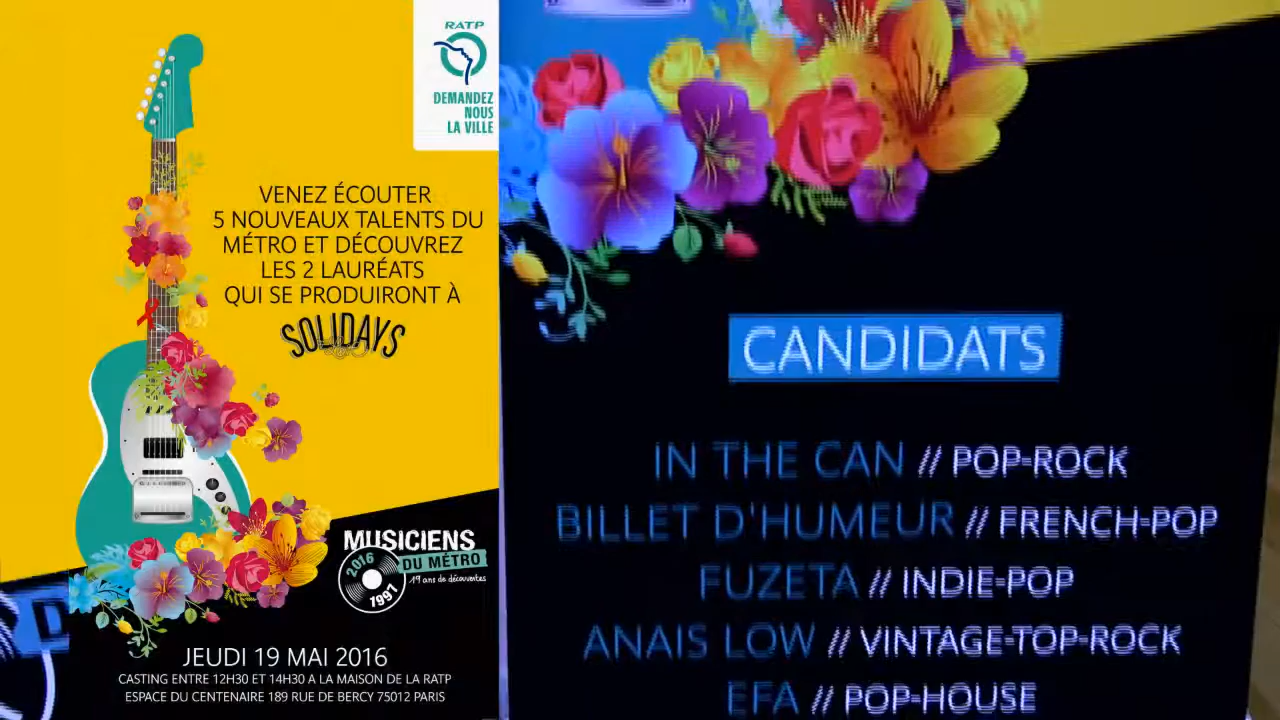 RATP
DEMANDEZ
NOUS
LA VILLE
VENEZ ÉCOUTER
5 NOUVEAUX TALENTS DU
MÉTRO ET DÉCOUVREZ
LES 2 LAURÉATS
QUI SE PRODUIRONT À
SOLIDAYS
MUSICIENS
DU MÉTRO
2016
1997
19 ans de découvertes
JEUDI 19 MAI 2016
CASTING ENTRE 12H30 ET 14H30 A LA MAISON DE LA RATP
ESPACE DU CENTENAIRE 189 RUE DE BERCY 75012 PARIS
CANDIDATS
IN THE CAN // POP-ROCK
BILLET D'HUMEUR // FRENCH-POP
FUZETA // INDIE-POP
ANAIS LOW // VINTAGE-TOP-ROCK
EFA // POP-HOUSE